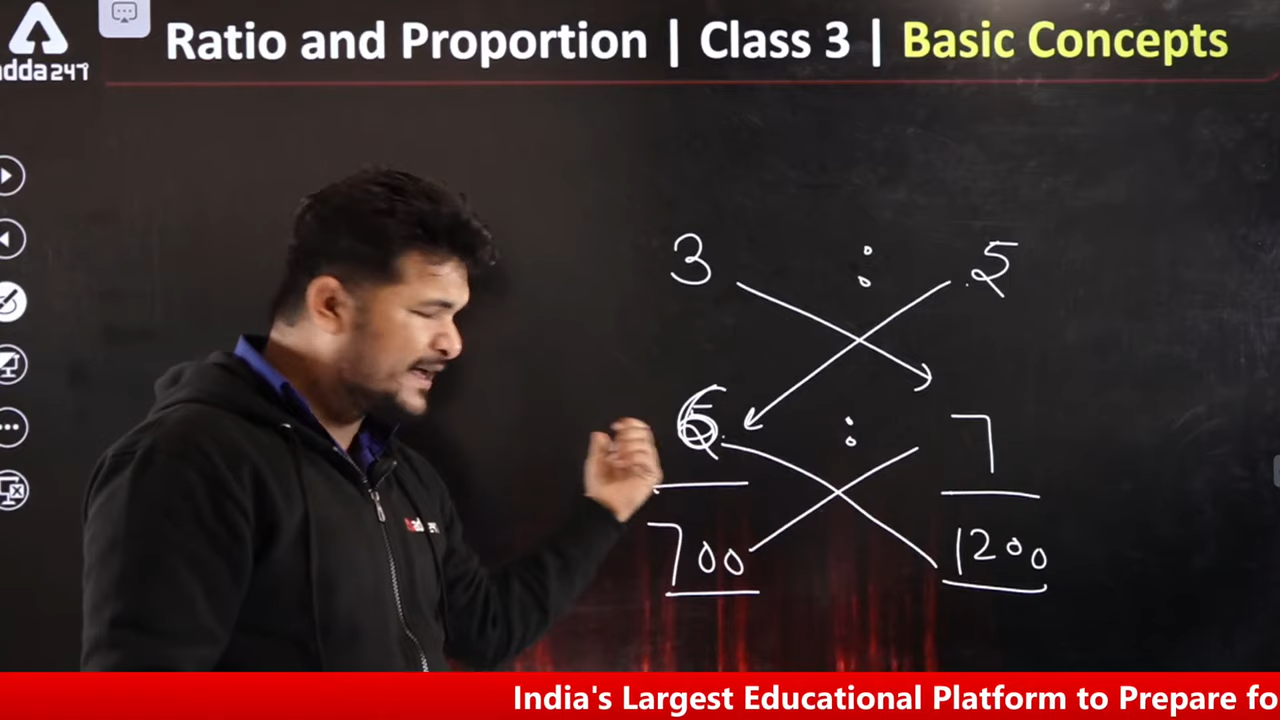 adda247
Ratio and Proportion | Class 3 | Basic Concepts
3 : 5
: 7
700 1200
India's Largest Educational Platform to Prepare fo